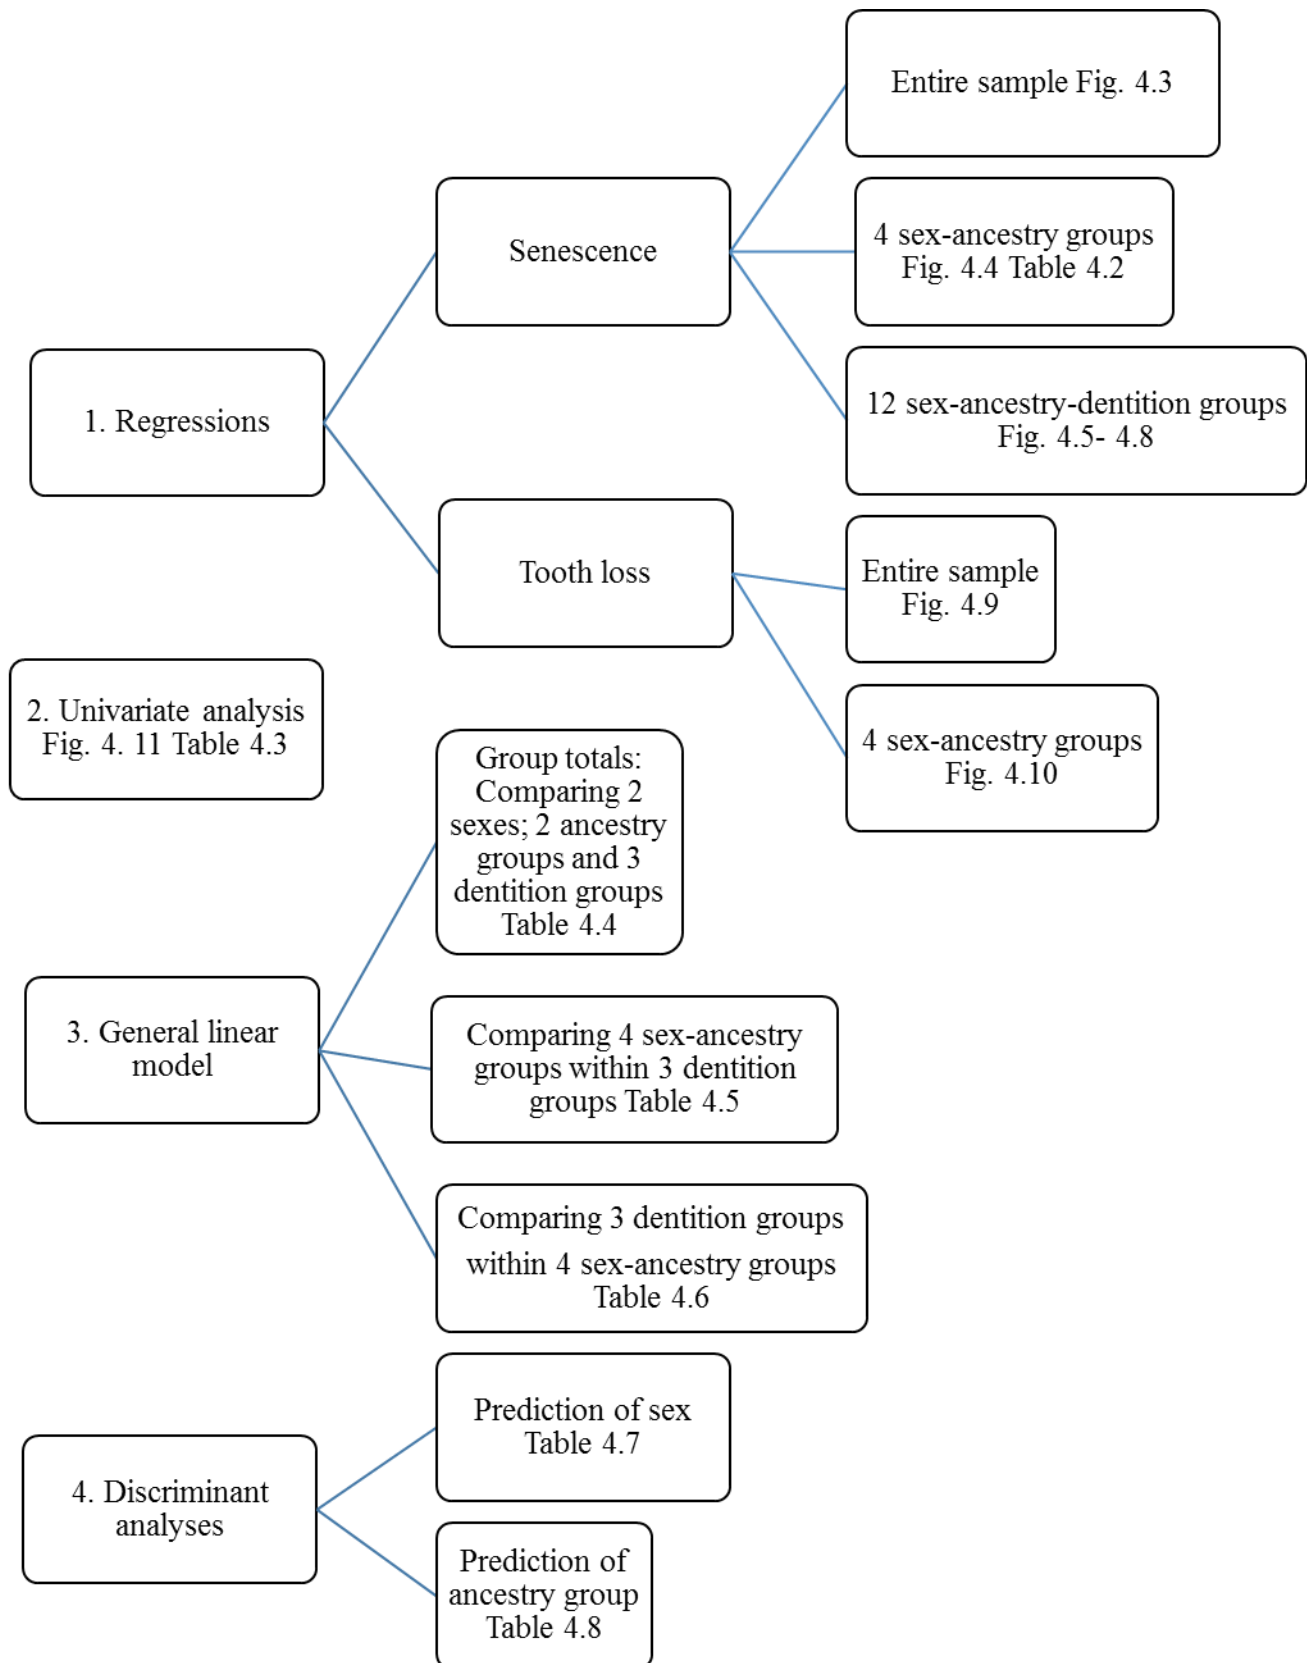 1. Regressions
Senescence
Entire sample Fig. 4.3
4 sex-ancestry groups
Fig. 4.4 Table 4.2
12 sex-ancestry-dentition groups
Fig. 4.5- 4.8
Tooth loss
Entire sample
Fig. 4.9
4 sex-ancestry groups
Fig. 4.10
2. Univariate analysis
Fig. 4. 11 Table 4.3
3. General linear
model
Group totals:
Comparing 2
sexes; 2 ancestry
groups and 3
dentition groups
Table 4.4
Comparing 4 sex-ancestry
groups within 3 dentition
groups Table 4.5
Comparing 3 dentition groups
within 4 sex-ancestry groups
Table 4.6
4. Discriminant
analyses
Prediction of sex
Table 4.7
Prediction of
ancestry group
Table 4.8